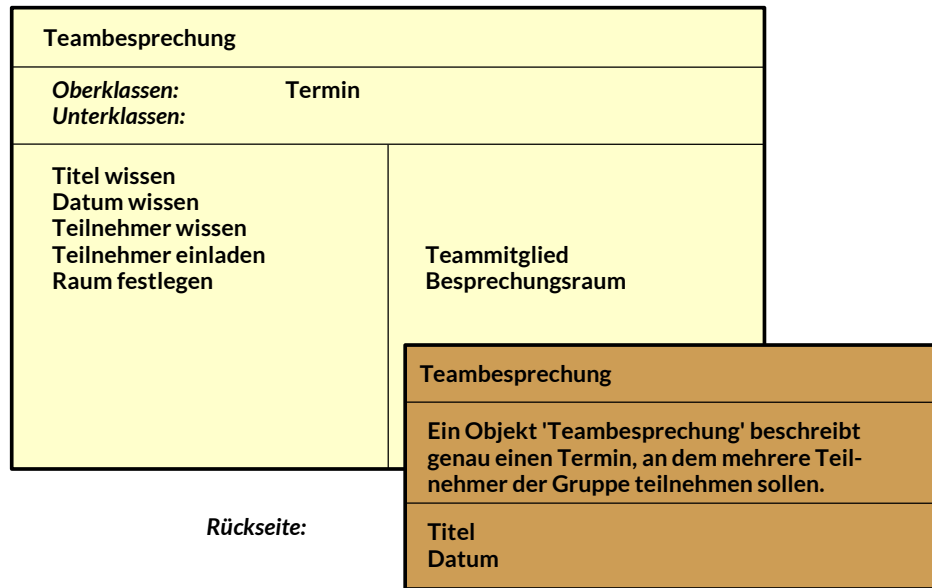 Teambesprechung
Oberklassen: Termin
Unterklassen:
Titel wissen
Datum wissen
Teilnehmer wissen
Teilnehmer einladen
Raum festlegen
Teammitglied
Besprechungsraum
Teambesprechung
Ein Objekt 'Teambesprechung' beschreibt
genau einen Termin, an dem mehrere Teil-
nehmer der Gruppe teilnehmen sollen.
Rückseite:
Titel
Datum